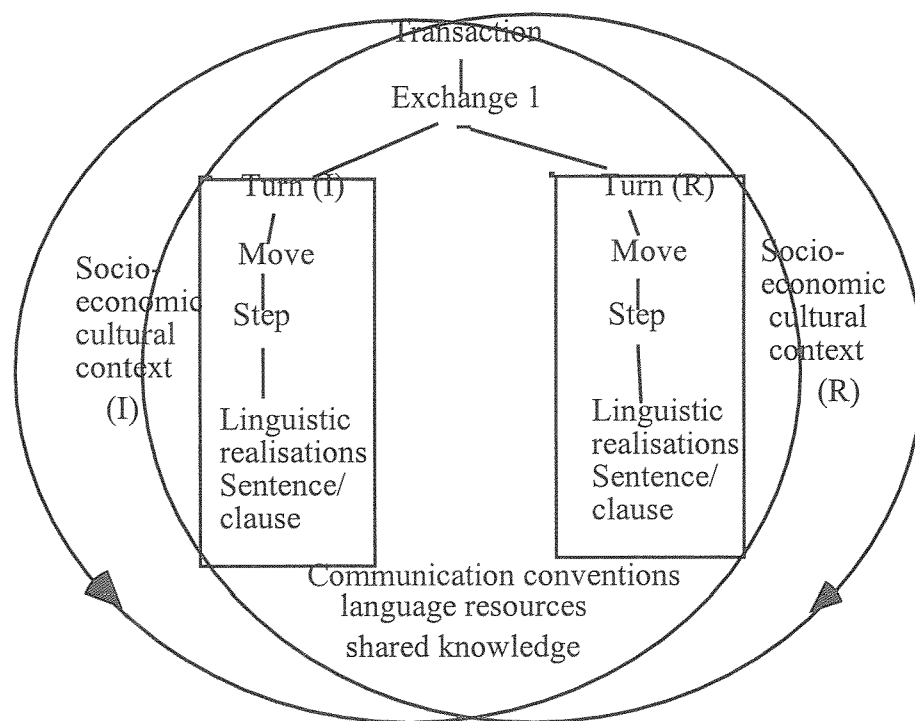 Transaction
Exchange 1
Turn (I)
Move
Step
Linguistic
realisations
Sentence/
clause
Turn (R)
Move
Step
Linguistic
realisations
Sentence/
clause
Socio-
economic
cultural
context
(I)
Socio-
economic
cultural
context
(R)
Communication conventions
language resources
shared knowledge